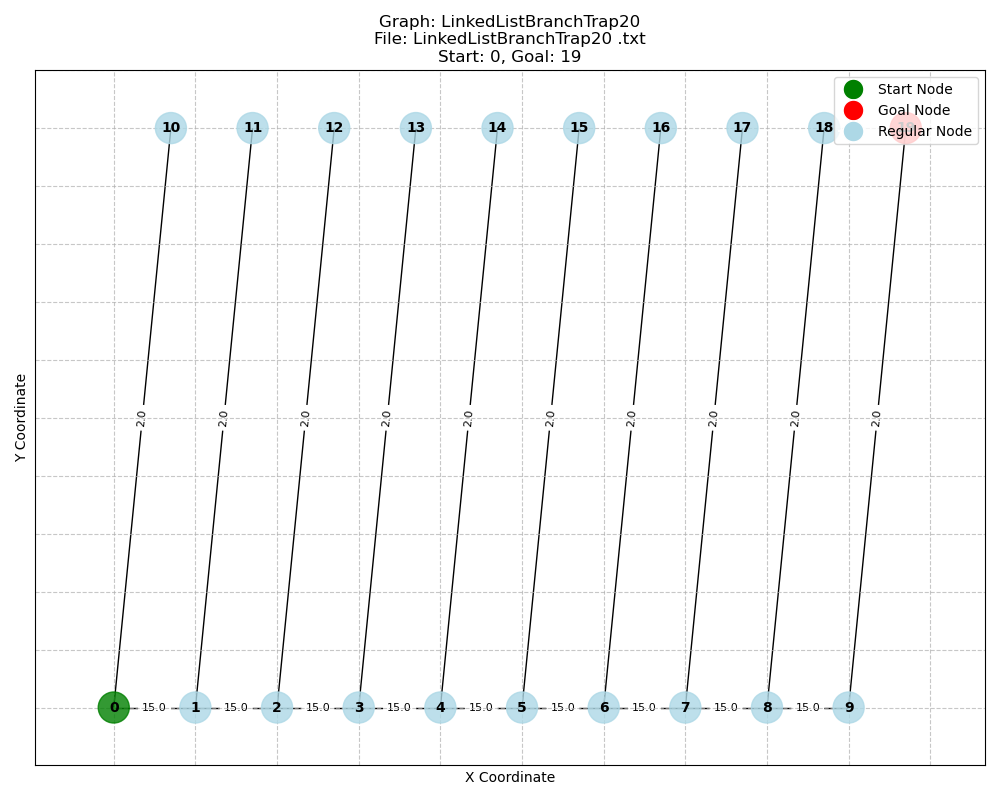 Graph: LinkedListBranchTrap20
File: LinkedListBranchTrap20 .txt
Start: 0, Goal: 19
Start Node
Goal Node
Regular Node
10 11 12 13 14 15 16 17 18 19
2.0 2.0 2.0 2.0 2.0 2.0 2.0 2.0 2.0 2.0
Y Coordinate
0 15.0 1 15.0 2 15.0 3 15.0 4 15.0 5 15.0 6 15.0 7 15.0 8 15.0 9
X Coordinate